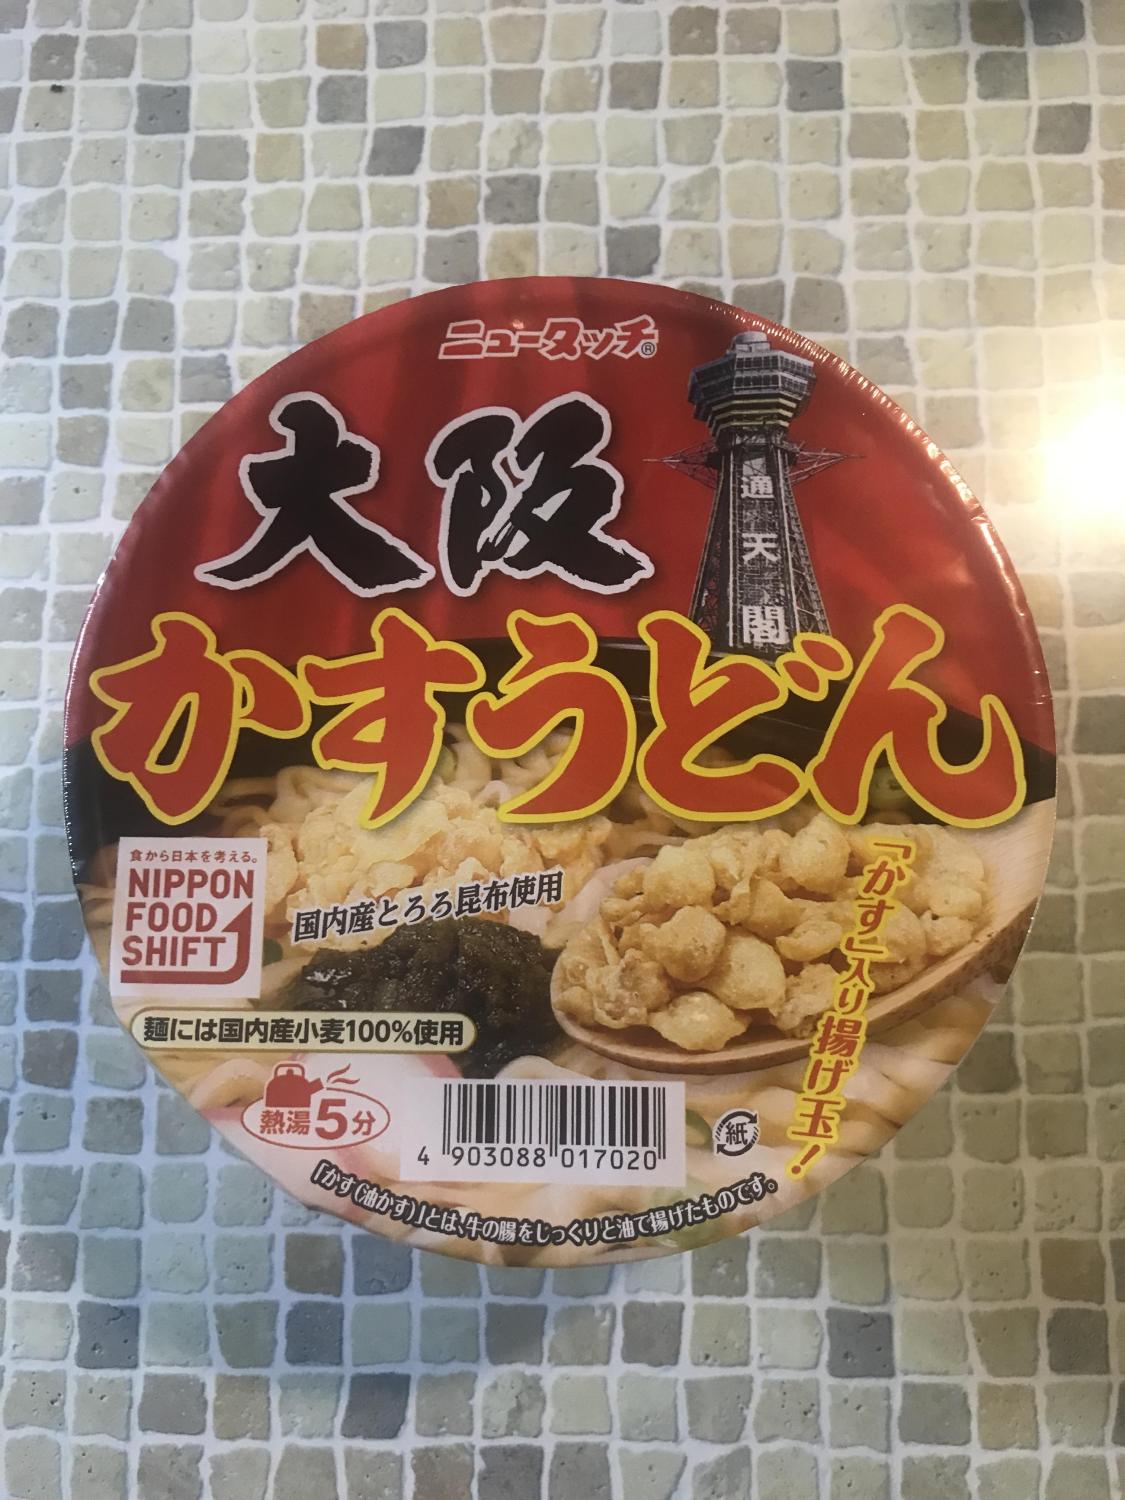 ニュータッチ®
大阪
通天閣
かすうどん
食から日本を考える。
NIPPON
FOOD
SHIFT
国内産とろろ昆布使用
「かす」入り揚げ玉！
麺には国内産小麦100%使用
熱湯5分
4 903088 017020
紙
「かす（油かす）」とは、牛の腸をじっくりと油で揚げたものです。